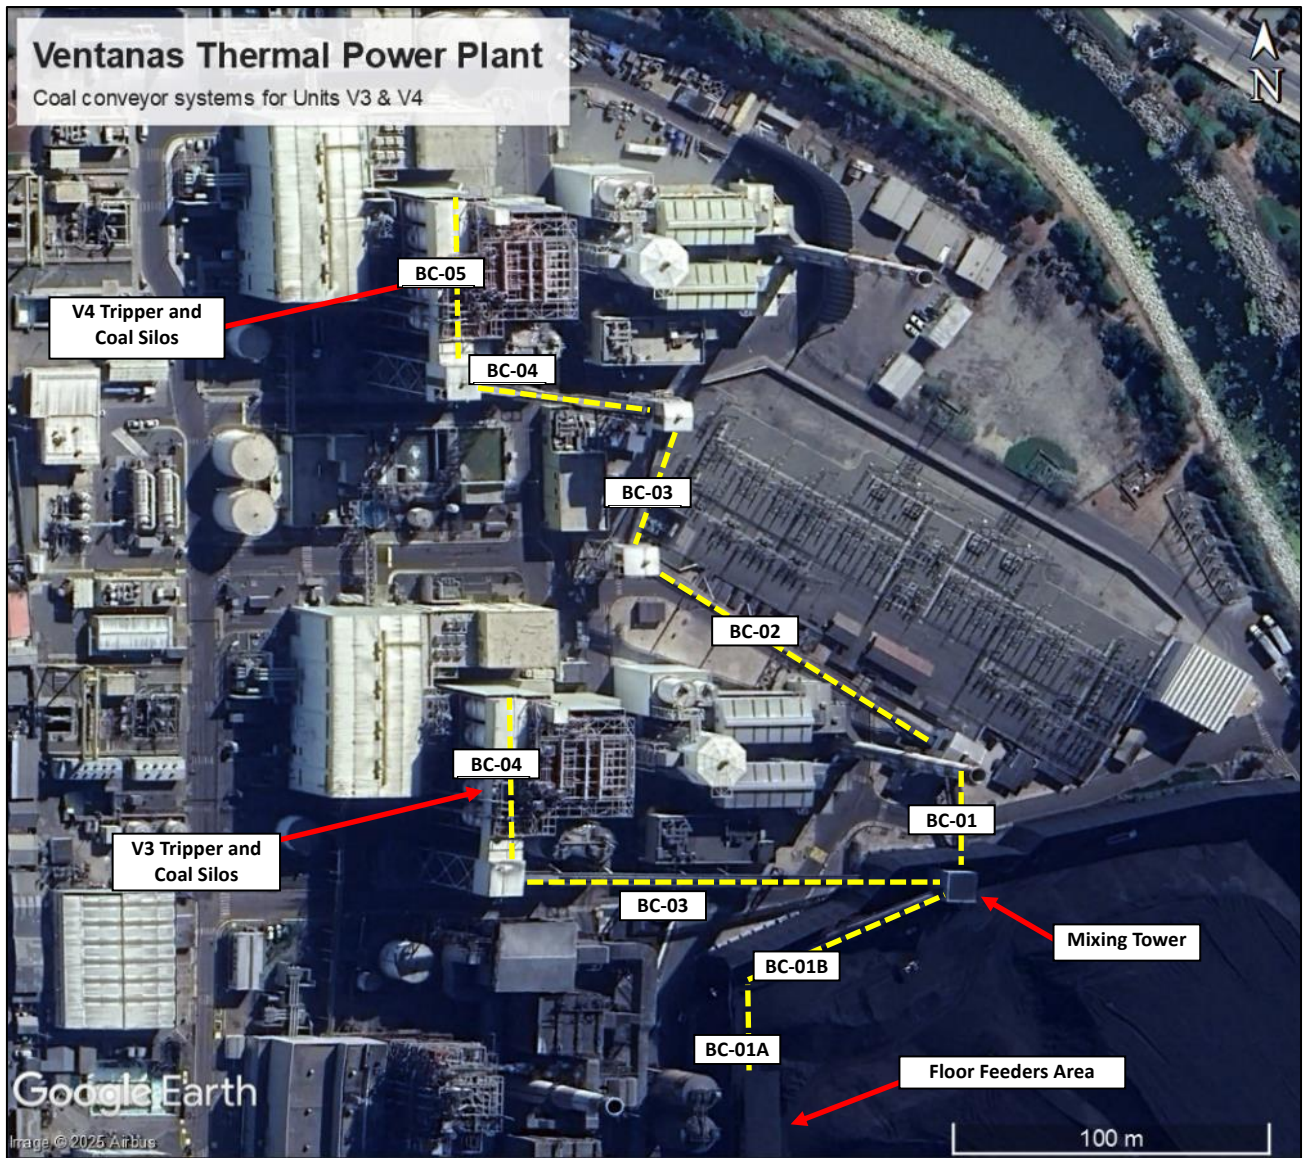 Ventanas Thermal Power Plant
Coal conveyor systems for Units V3 & V4
N
BC-05
V4 Tripper and
Coal Silos
BC-04
BC-03
BC-02
BC-04
BC-01
V3 Tripper and
Coal Silos
BC-03
Mixing Tower
BC-01B
BC-01A
Floor Feeders Area
Google Earth
Image © 2025 Airbus
100 m